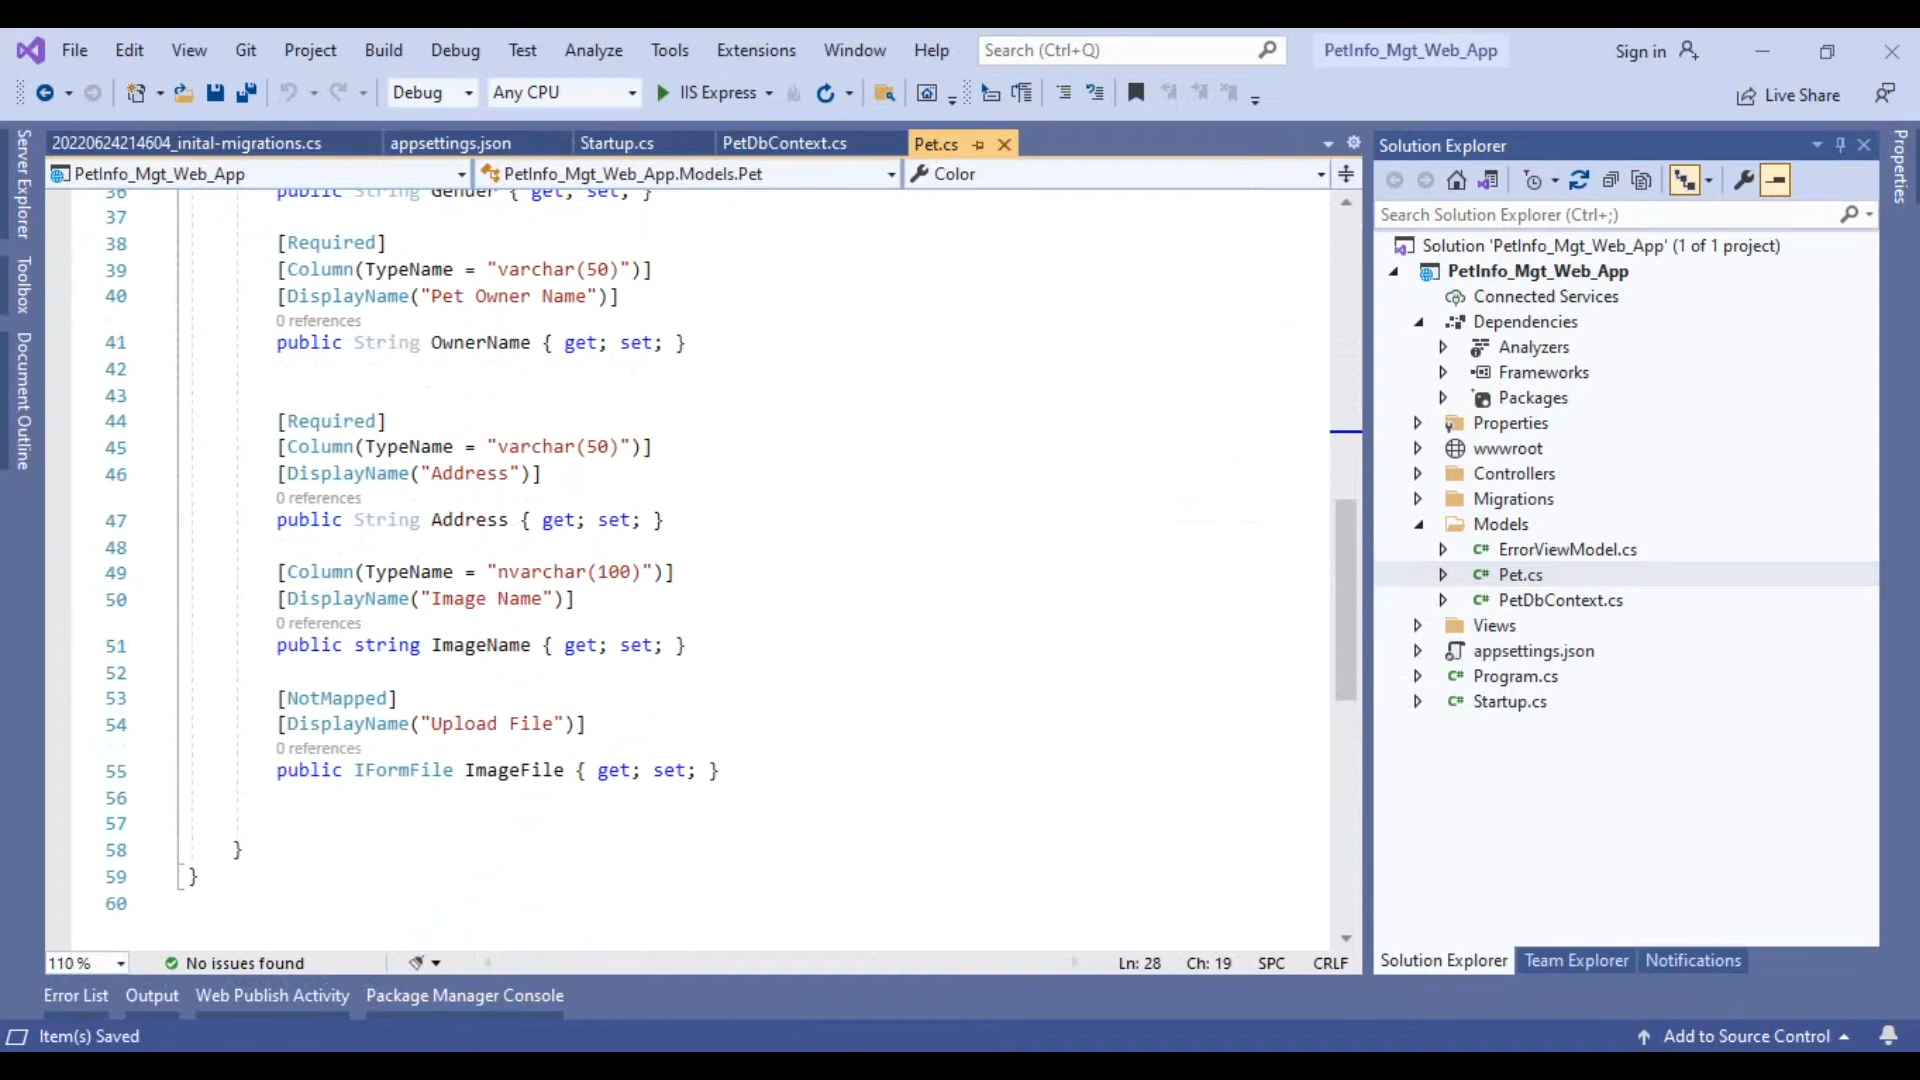 File Edit View Git Project Build Debug Test Analyze Tools Extensions Window Help Search (Ctrl+Q) PetInfo_Mgt_Web_App Sign in
Debug Any CPU IIS Express Live Share
20220624214604_inital-migrations.cs appsettings.json Startup.cs PetDbContext.cs Pet.cs
PetInfo_Mgt_Web_App PetInfo_Mgt_Web_App.Models.Pet Color
36 public String Gender { get; set; }
37
38 [Required]
39 [Column(TypeName = "varchar(50)")]
40 [DisplayName("Pet Owner Name")]
0 references
41 public String OwnerName { get; set; }
42
43
44 [Required]
45 [Column(TypeName = "varchar(50)")]
46 [DisplayName("Address")]
0 references
47 public String Address { get; set; }
48
49 [Column(TypeName = "nvarchar(100)")]
50 [DisplayName("Image Name")]
0 references
51 public string ImageName { get; set; }
52
53 [NotMapped]
54 [DisplayName("Upload File")]
0 references
55 public IFormFile ImageFile { get; set; }
56
57
58 }
59 }
60
110 % No issues found Ln: 28 Ch: 19 SPC CRLF
Server Explorer
Toolbox
Document Outline
Solution Explorer
Search Solution Explorer (Ctrl+;)
Solution 'PetInfo_Mgt_Web_App' (1 of 1 project)
PetInfo_Mgt_Web_App
Connected Services
Dependencies
Analyzers
Frameworks
Packages
Properties
wwwroot
Controllers
Migrations
Models
C# ErrorViewModel.cs
C# Pet.cs
C# PetDbContext.cs
Views
appsettings.json
C# Program.cs
C# Startup.cs
Solution Explorer Team Explorer Notifications
Properties
Error List Output Web Publish Activity Package Manager Console
Item(s) Saved Add to Source Control